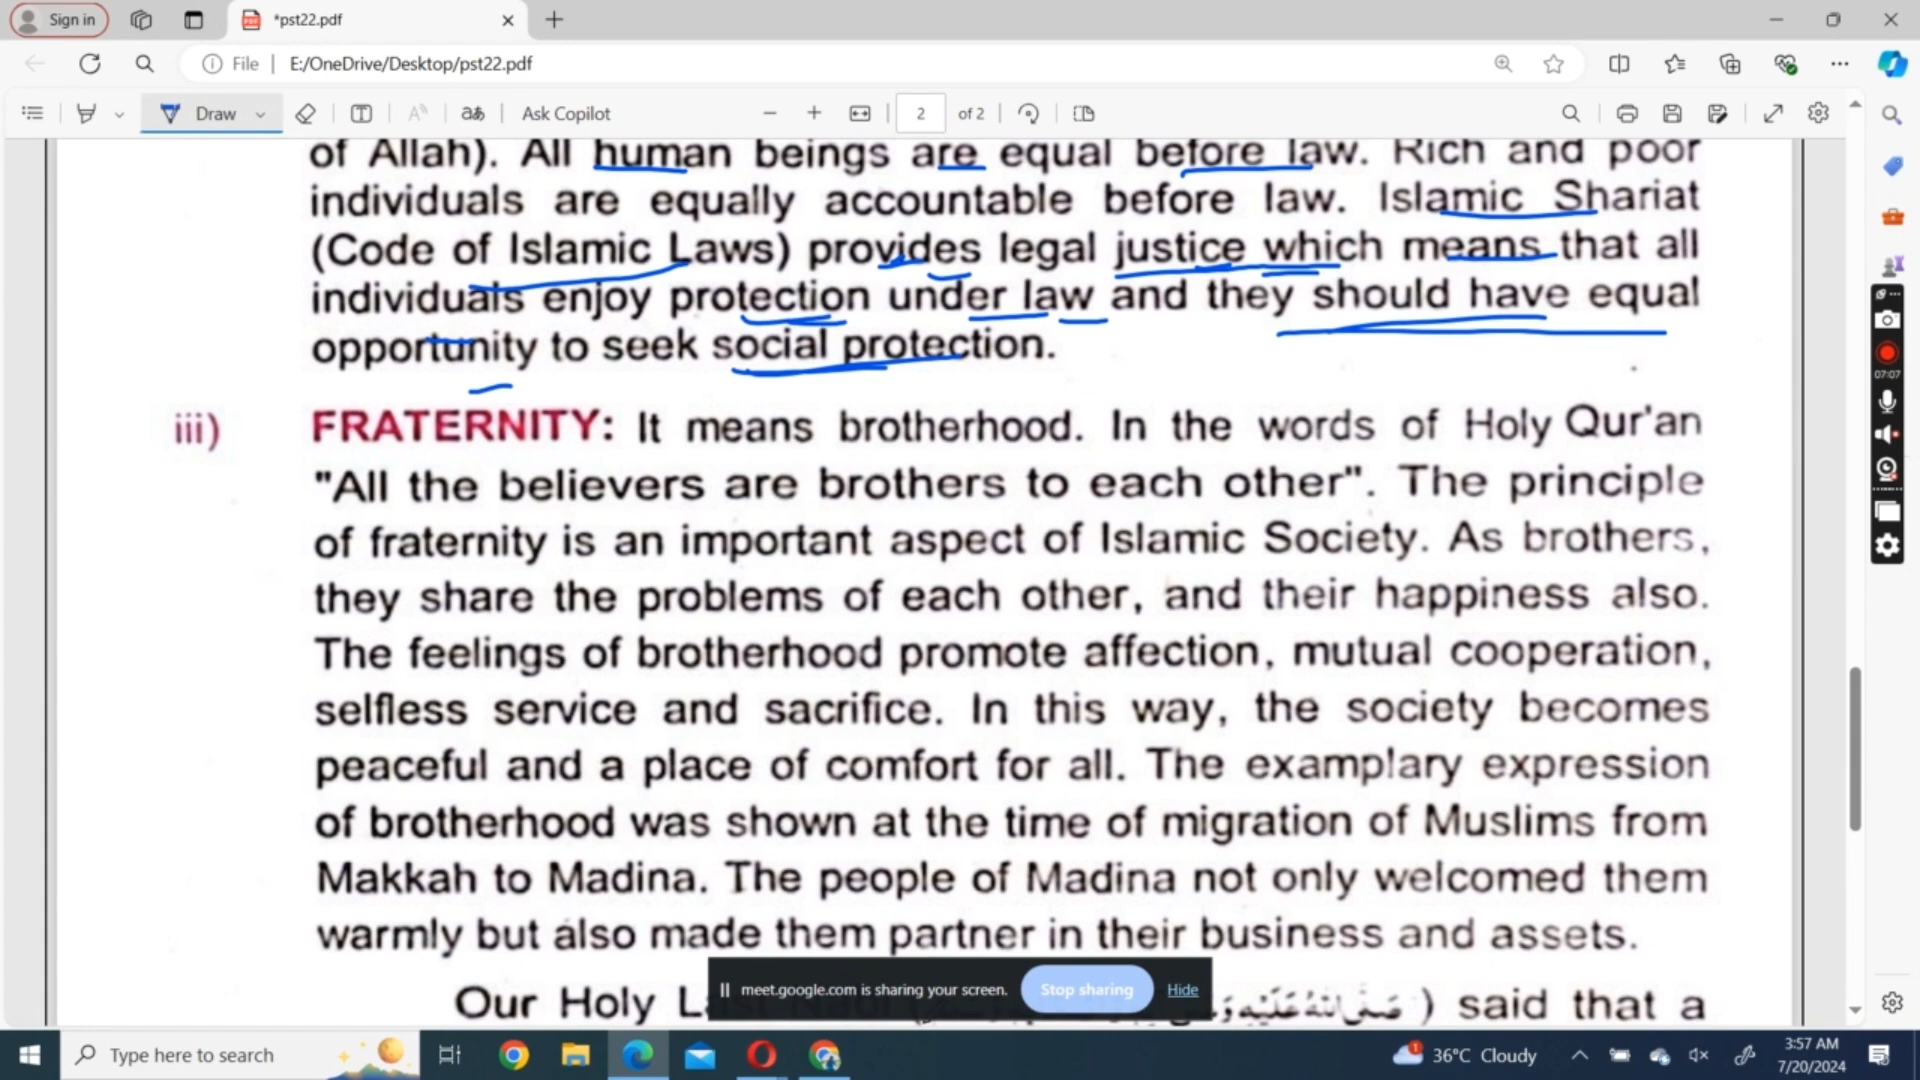 Sign in
*pst22.pdf
File
E:/OneDrive/Desktop/pst22.pdf
Draw
aあ
Ask Copilot
2 of 2
of Allah). All human beings are equal before law. Rich and poor
individuals are equally accountable before law. Islamic Shariat
(Code of Islamic Laws) provides legal justice which means that all
individuals enjoy protection under law and they should have equal
opportunity to seek social protection.
iii) FRATERNITY: It means brotherhood. In the words of Holy Qur'an
"All the believers are brothers to each other". The principle
of fraternity is an important aspect of Islamic Society. As brothers,
they share the problems of each other, and their happiness also.
The feelings of brotherhood promote affection, mutual cooperation,
selfless service and sacrifice. In this way, the society becomes
peaceful and a place of comfort for all. The examplary expression
of brotherhood was shown at the time of migration of Muslims from
Makkah to Madina. The people of Madina not only welcomed them
warmly but also made them partner in their business and assets.
Our Holy ) said that a
07:07
meet.google.com is sharing your screen.
Stop sharing
Hide
Type here to search
1
36°C Cloudy
3:57 AM
7/20/2024